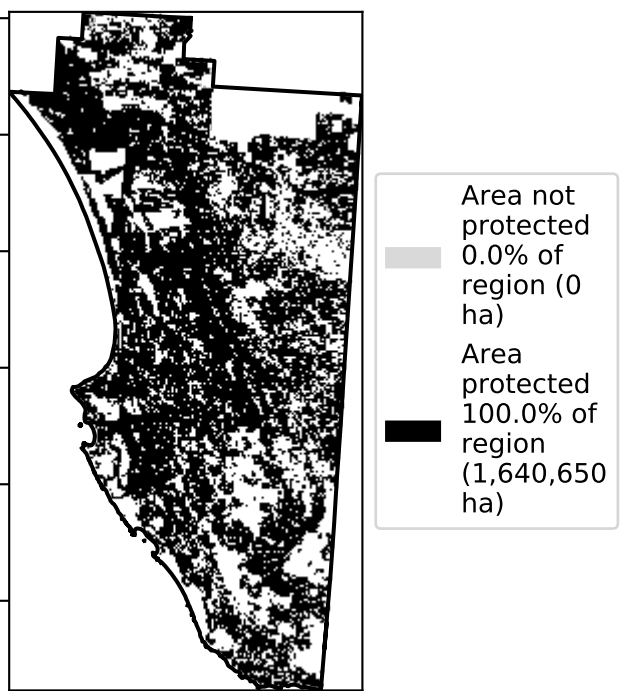 Area not
protected
0.0% of
region (0
ha)
Area
protected
100.0% of
region
(1,640,650
ha)